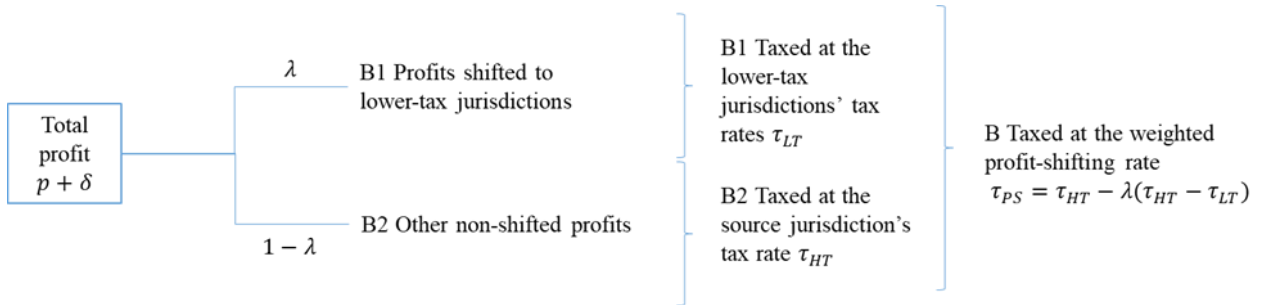 Total
profit
p + δ
λ
B1 Profits shifted to
lower-tax jurisdictions
1 − λ
B2 Other non-shifted profits
B1 Taxed at the
lower-tax
jurisdictions’ tax
rates τ_LT
B2 Taxed at the
source jurisdiction’s
tax rate τ_HT
B Taxed at the weighted
profit-shifting rate
τ_PS = τ_HT − λ(τ_HT − τ_LT)